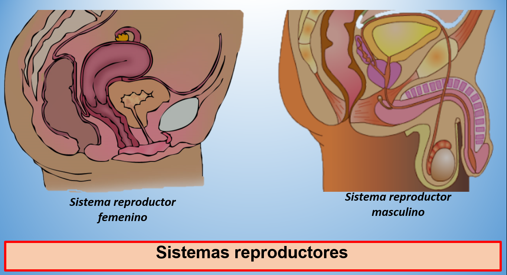 Sistema reproductor
femenino
Sistema reproductor
masculino
Sistemas reproductores